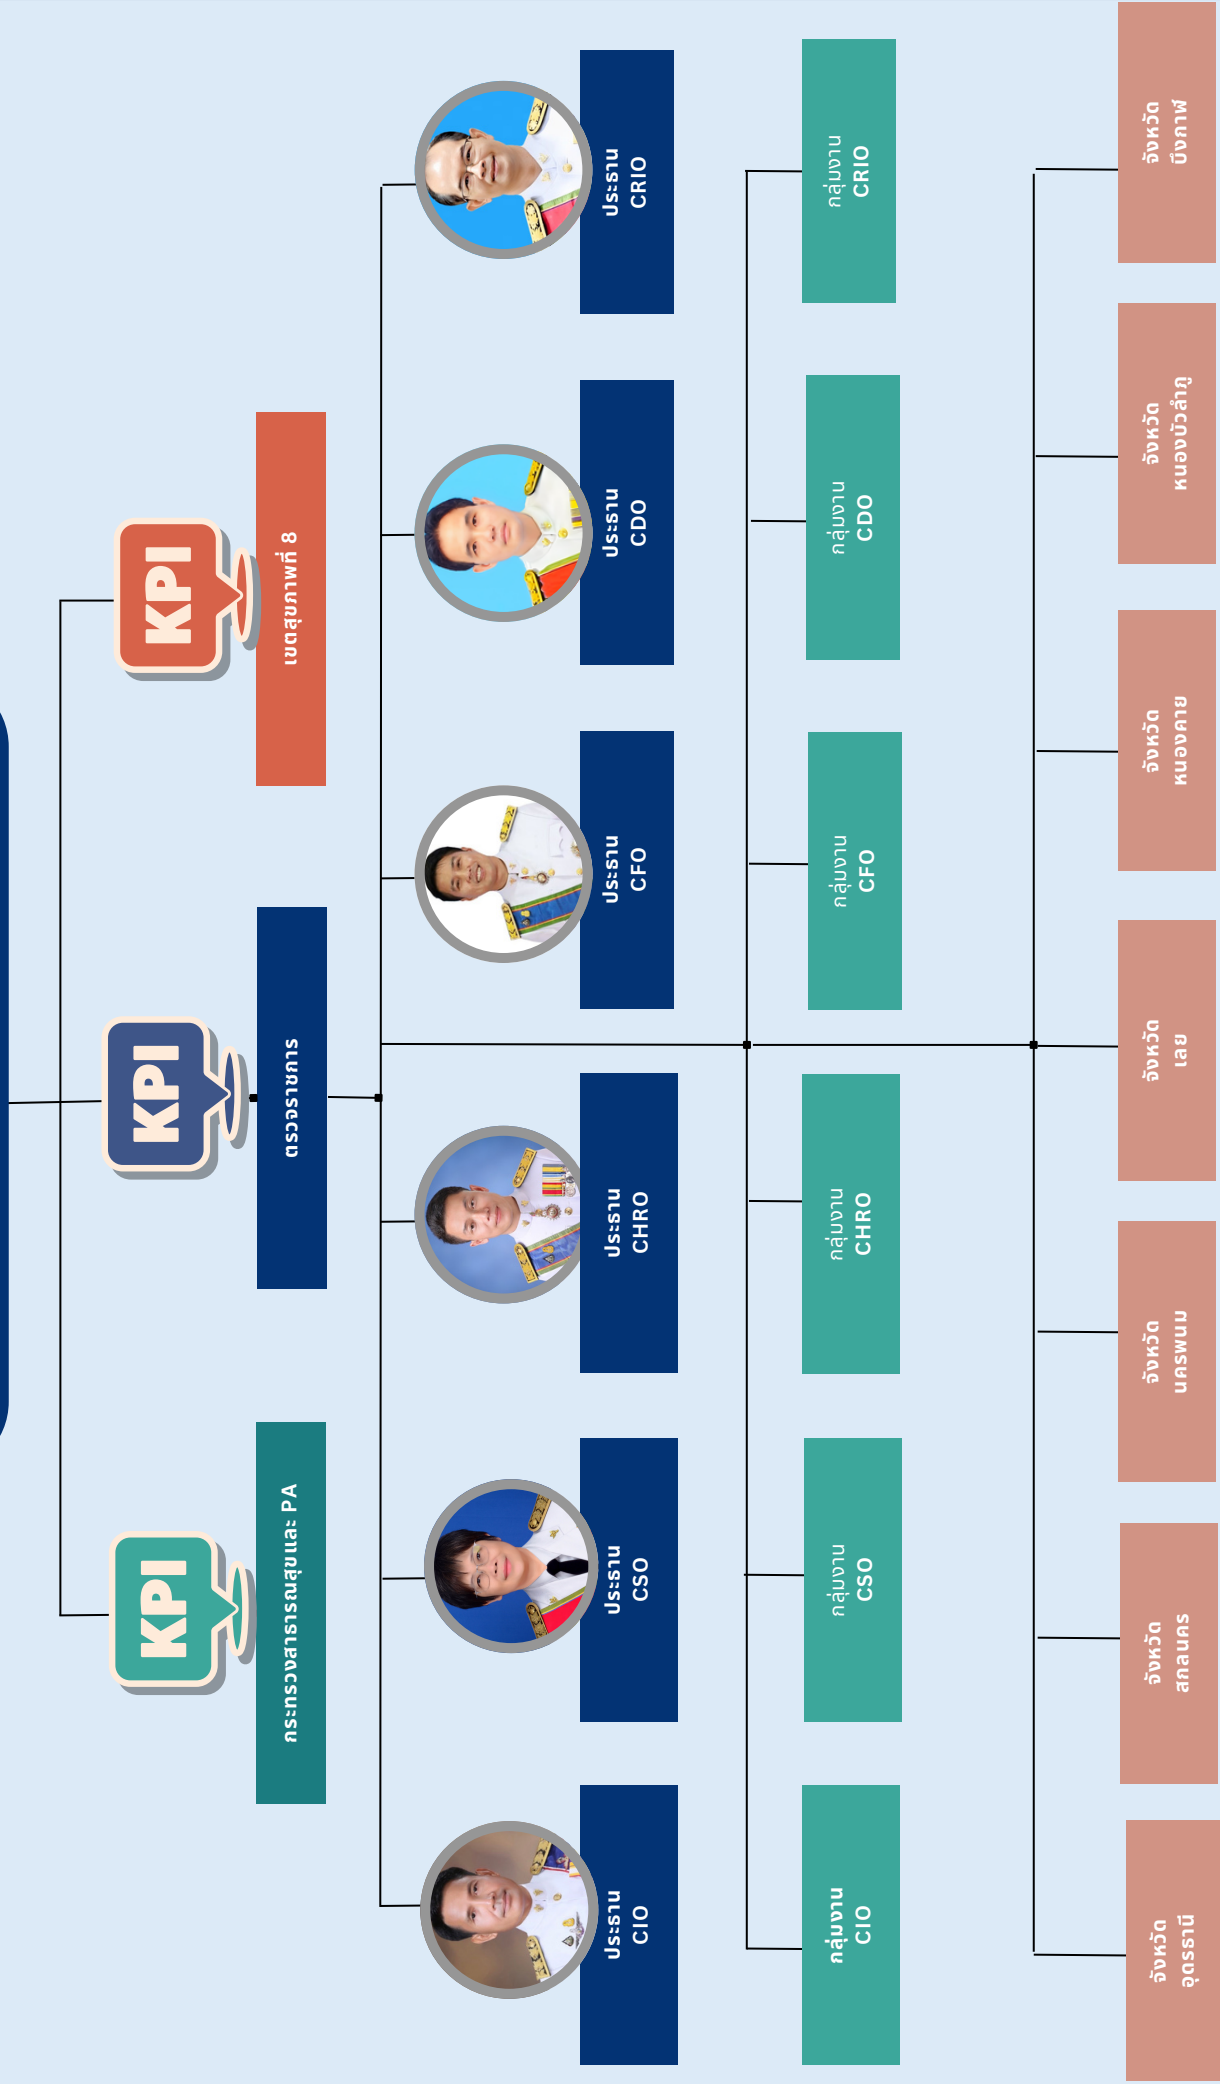 KPI
KPI
KPI
กระทรวงสาธารณสุขและ PA
ตรวจราชการ
เขตสุขภาพที่ 8
ประธาน
CIO
ประธาน
CSO
ประธาน
CHRO
ประธาน
CFO
ประธาน
CDO
ประธาน
CRIO
กลุ่มงาน
CIO
กลุ่มงาน
CSO
กลุ่มงาน
CHRO
กลุ่มงาน
CFO
กลุ่มงาน
CDO
กลุ่มงาน
CRIO
จังหวัด
อุดรธานี
จังหวัด
สกลนคร
จังหวัด
นครพนม
จังหวัด
เลย
จังหวัด
หนองคาย
จังหวัด
หนองบัวลำภู
จังหวัด
บึงกาฬ